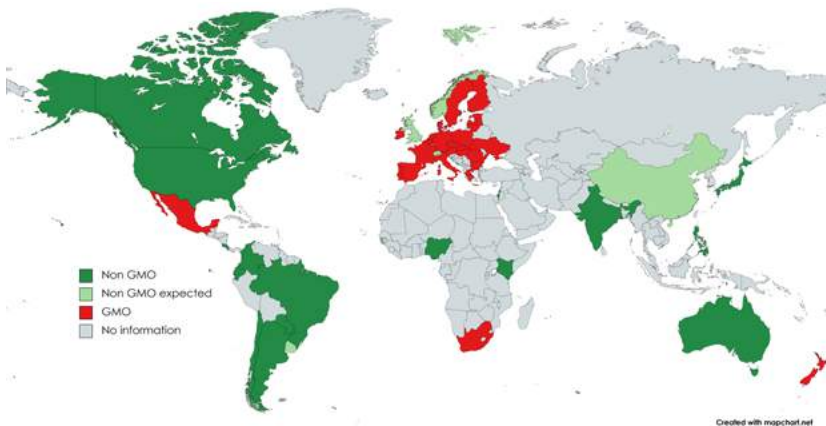 Non GMO
Non GMO expected
GMO
No information
Created with mapchart.net